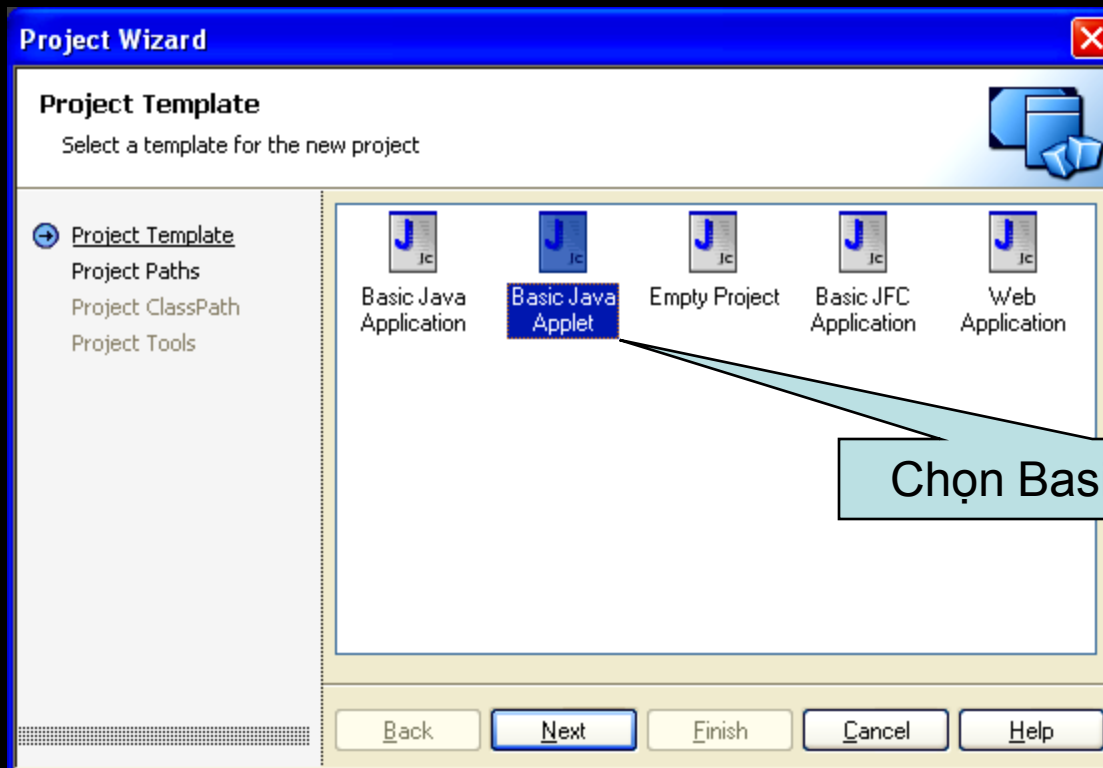 Project Wizard
Project Template
Select a template for the new project
Project Template
Project Paths
Project ClassPath
Project Tools
Basic Java
Application
Basic Java
Applet
Empty Project
Basic JFC
Application
Web
Application
Chọn Bas
Back
Next
Finish
Cancel
Help